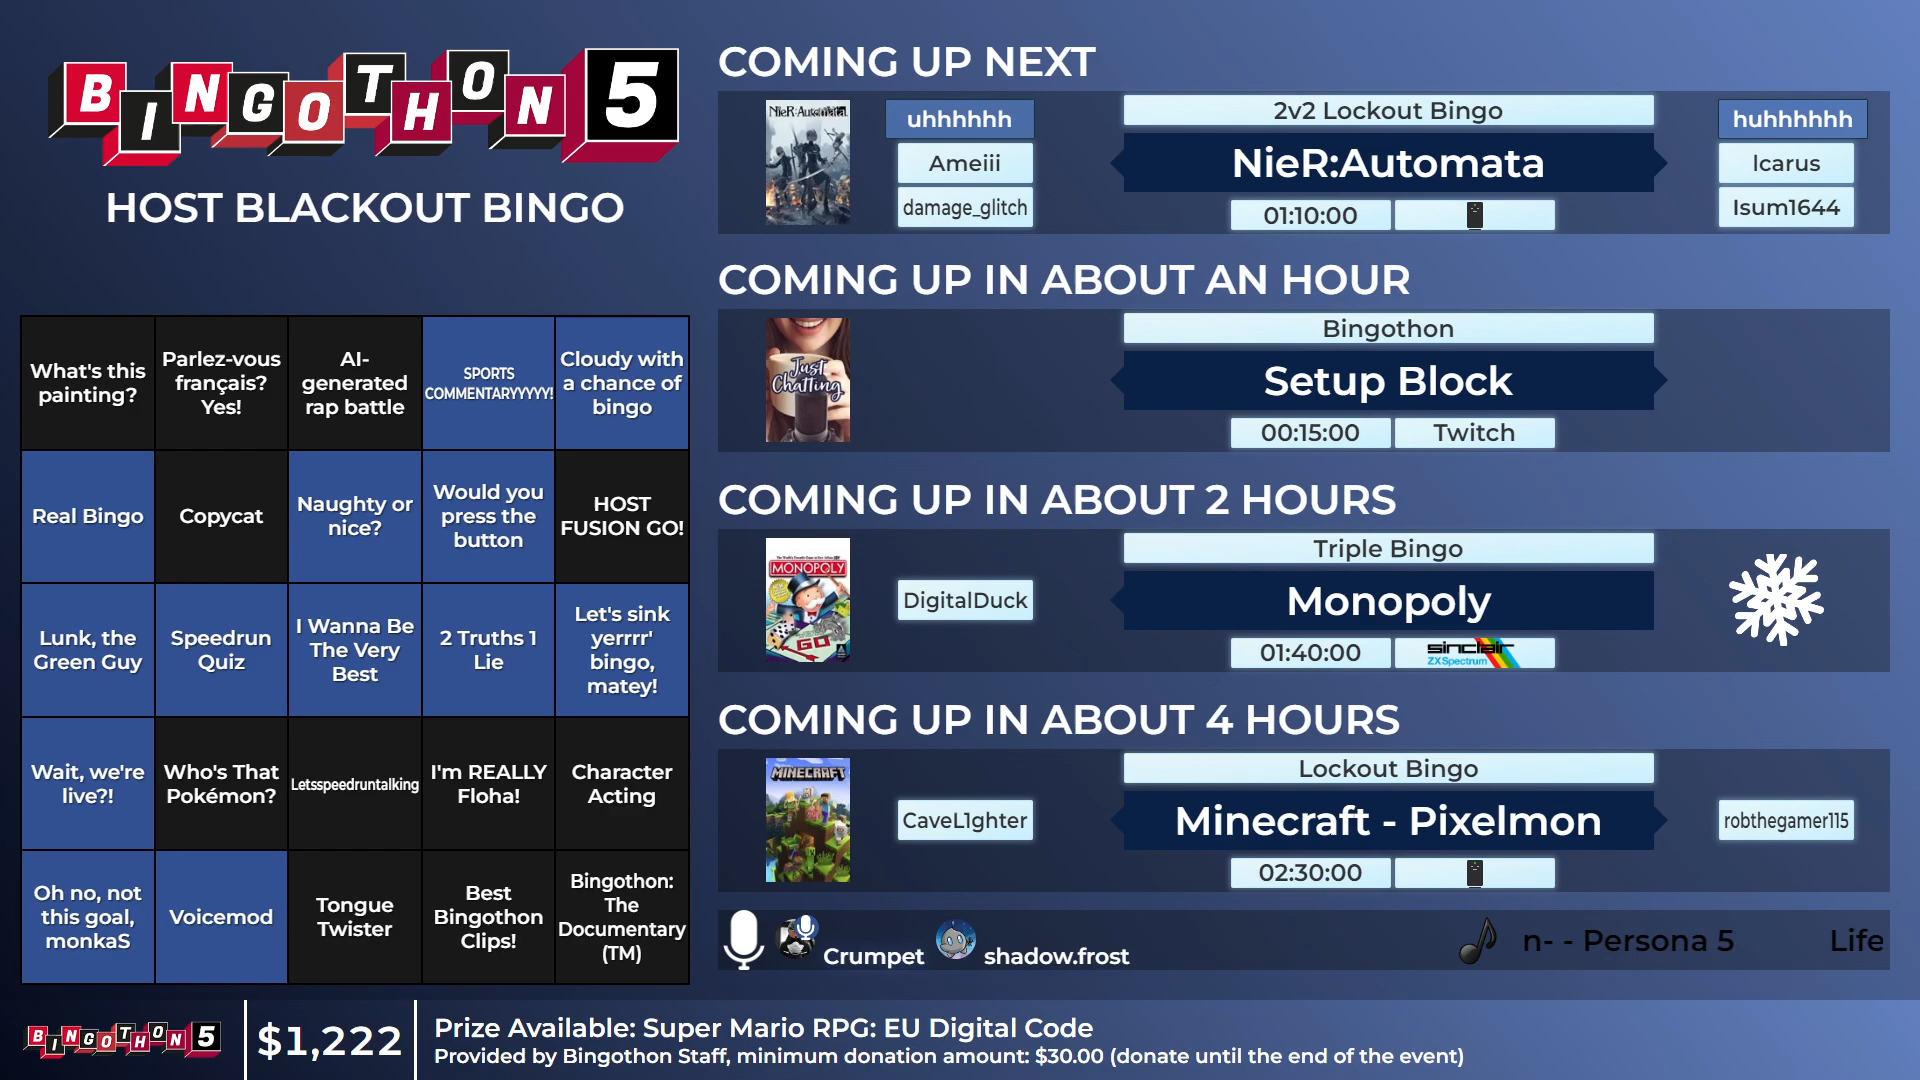 BINGOTHON 5
HOST BLACKOUT BINGO
What's this
painting?
Parlez-vous
français?
Yes!
AI-
generated
rap battle
SPORTS
COMMENTARYYYYY!
Cloudy with
a chance of
bingo
Real Bingo
Copycat
Naughty or
nice?
Would you
press the
button
HOST
FUSION GO!
Lunk, the
Green Guy
Speedrun
Quiz
I Wanna Be
The Very
Best
2 Truths 1
Lie
Let's sink
yerrrr'
bingo,
matey!
Wait, we're
live?!
Who's That
Pokémon?
Letsspeedruntalking
I'm REALLY
Floha!
Character
Acting
Oh no, not
this goal,
monkaS
Voicemod
Tongue
Twister
Best
Bingothon
Clips!
Bingothon:
The
Documentary
(TM)
COMING UP NEXT
NieR:Automata
uhhhhhh
Ameiii
damage_glitch
2v2 Lockout Bingo
NieR:Automata
01:10:00
huhhhhhh
Icarus
Isum1644
COMING UP IN ABOUT AN HOUR
Just
Chatting
Bingothon
Setup Block
00:15:00
Twitch
COMING UP IN ABOUT 2 HOURS
MONOPOLY
GO
DigitalDuck
Triple Bingo
Monopoly
01:40:00
sinclair
ZX Spectrum
COMING UP IN ABOUT 4 HOURS
MINECRAFT
CaveL1ghter
Lockout Bingo
Minecraft - Pixelmon
02:30:00
robthegamer115
Crumpet
shadow.frost
n- - Persona 5
Life
BINGOTHON 5
$1,222
Prize Available: Super Mario RPG: EU Digital Code
Provided by Bingothon Staff, minimum donation amount: $30.00 (donate until the end of the event)